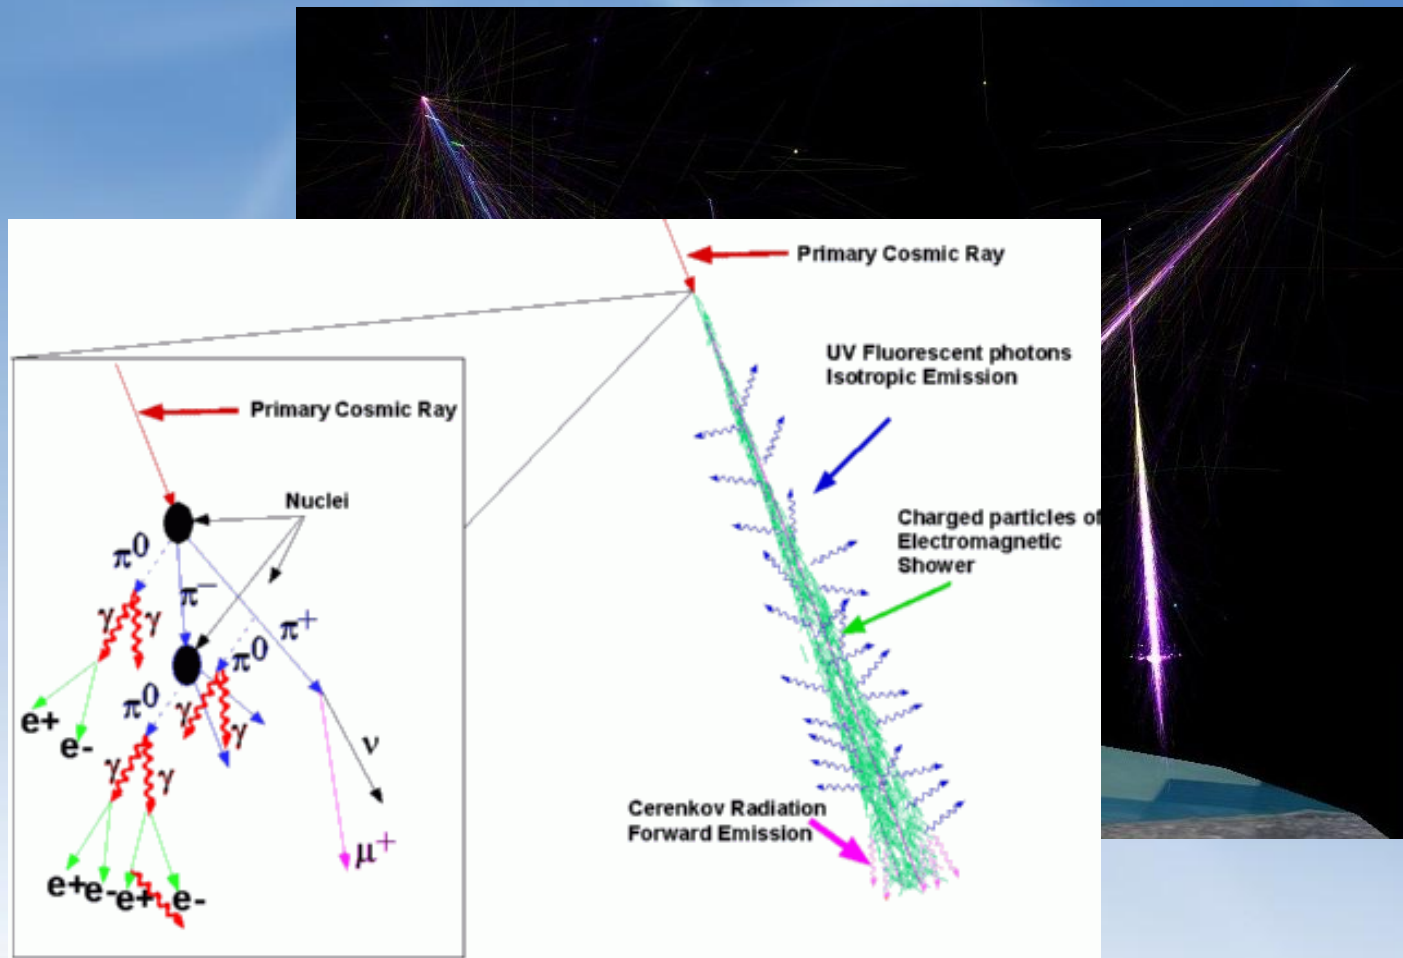 Primary Cosmic Ray
UV Fluorescent photons
Isotropic Emission
Charged particles of
Electromagnetic
Shower
Cerenkov Radiation
Forward Emission
Primary Cosmic Ray
Nuclei
π⁰
π⁻
γ γ
π⁺
π⁰
π⁰
γ γ
e+
e-
ν
γ γ
μ⁺
e+ e- e+ e-